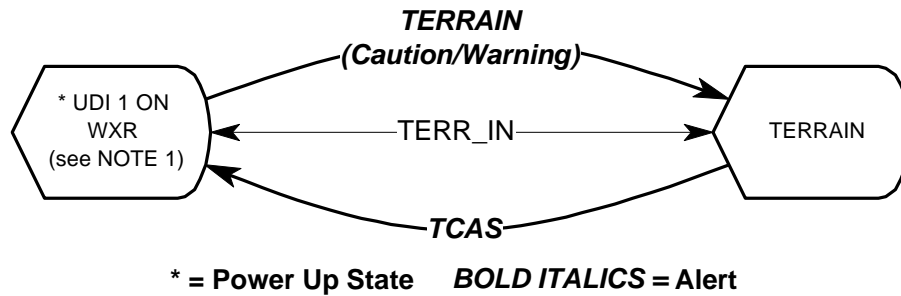 TERRAIN
(Caution/Warning)
* UDI 1 ON
WXR
(see NOTE 1)
TERR_IN
TERRAIN
TCAS
* = Power Up State BOLD ITALICS = Alert